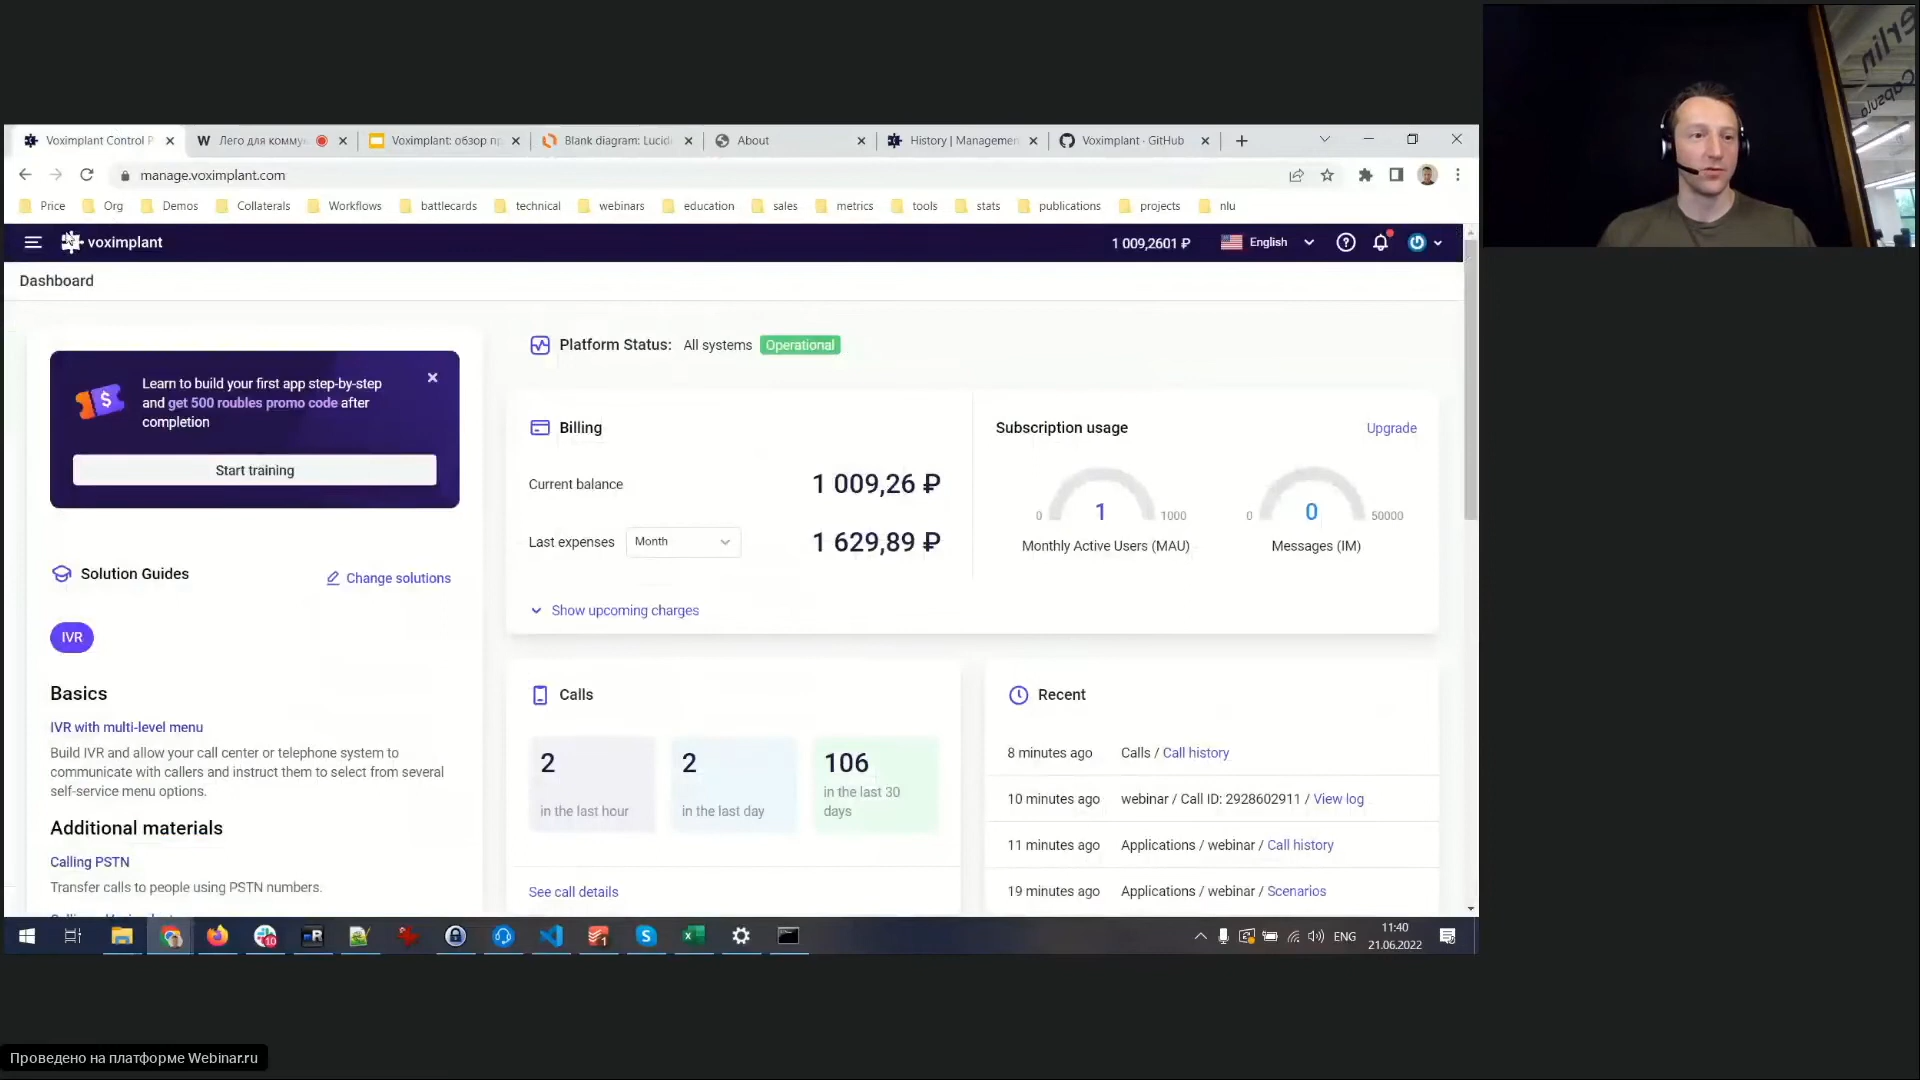 Voximplant Control P
Лего для комму
Voximplant: обзор пр
Blank diagram: Lucid
About
History | Managemen
Voximplant · GitHub
manage.voximplant.com
Price
Org
Demos
Collaterals
Workflows
battlecards
technical
webinars
education
sales
metrics
tools
stats
publications
projects
nlu
voximplant
1 009,2601 ₽
English
Dashboard
Learn to build your first app step-by-step
and get 500 roubles promo code after
completion
Start training
Solution Guides
Change solutions
IVR
Basics
IVR with multi-level menu
Build IVR and allow your call center or telephone system to
communicate with callers and instruct them to select from several
self-service menu options.
Additional materials
Calling PSTN
Transfer calls to people using PSTN numbers.
Platform Status: All systems Operational
Billing
Current balance 1 009,26 ₽
Last expenses Month 1 629,89 ₽
Show upcoming charges
Subscription usage Upgrade
0 1 1000
Monthly Active Users (MAU)
0 0 50000
Messages (IM)
Calls
2
in the last hour
2
in the last day
106
in the last 30
days
See call details
Recent
8 minutes ago Calls / Call history
10 minutes ago webinar / Call ID: 2928602911 / View log
11 minutes ago Applications / webinar / Call history
19 minutes ago Applications / webinar / Scenarios
ENG
11:40
21.06.2022
Проведено на платформе Webinar.ru
erlin
Capsula